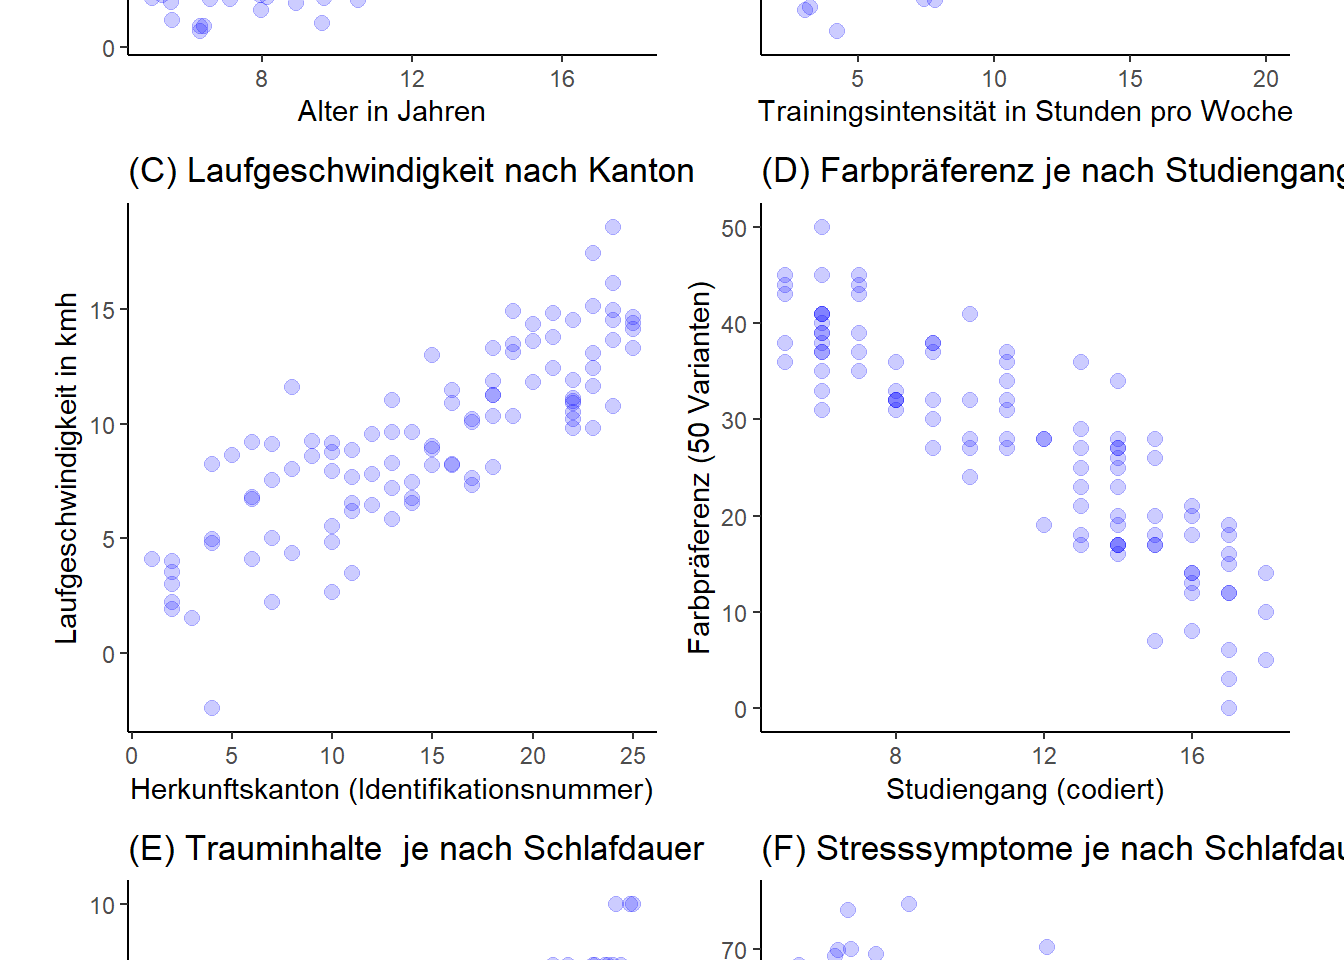 0
8 12 16
Alter in Jahren
5 10 15 20
Trainingsintensität in Stunden pro Woche
(C) Laufgeschwindigkeit nach Kanton
Laufgeschwindigkeit in kmh
15
10
5
0
0 5 10 15 20 25
Herkunftskanton (Identifikationsnummer)
(D) Farbpräferenz je nach Studiengang
Farbpräferenz (50 Varianten)
50
40
30
20
10
0
8 12 16
Studiengang (codiert)
(E) Trauminhalte  je nach Schlafdauer
10
(F) Stresssymptome je nach Schlafdau
70